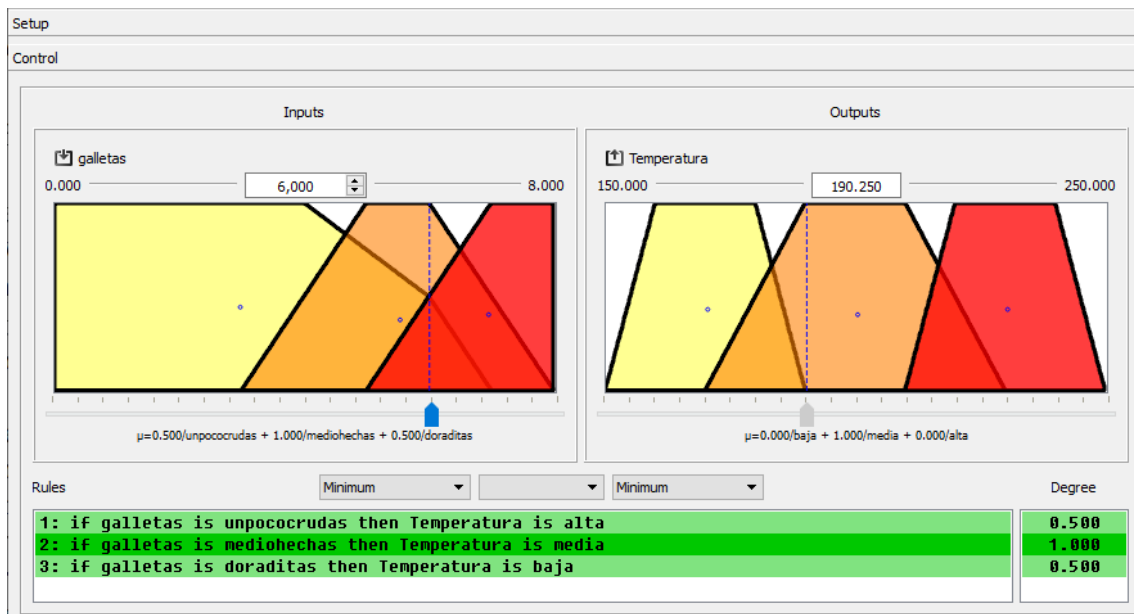 Setup
Control
Inputs
Outputs
galletas
Temperatura
0.000 6,000 8.000
150.000 190.250 250.000
µ=0.500/unpococrudas + 1.000/mediohechas + 0.500/doraditas
µ=0.000/baja + 1.000/media + 0.000/alta
Rules Minimum Minimum Degree
1: if galletas is unpococrudas then Temperatura is alta 0.500
2: if galletas is mediohechas then Temperatura is media 1.000
3: if galletas is doraditas then Temperatura is baja 0.500